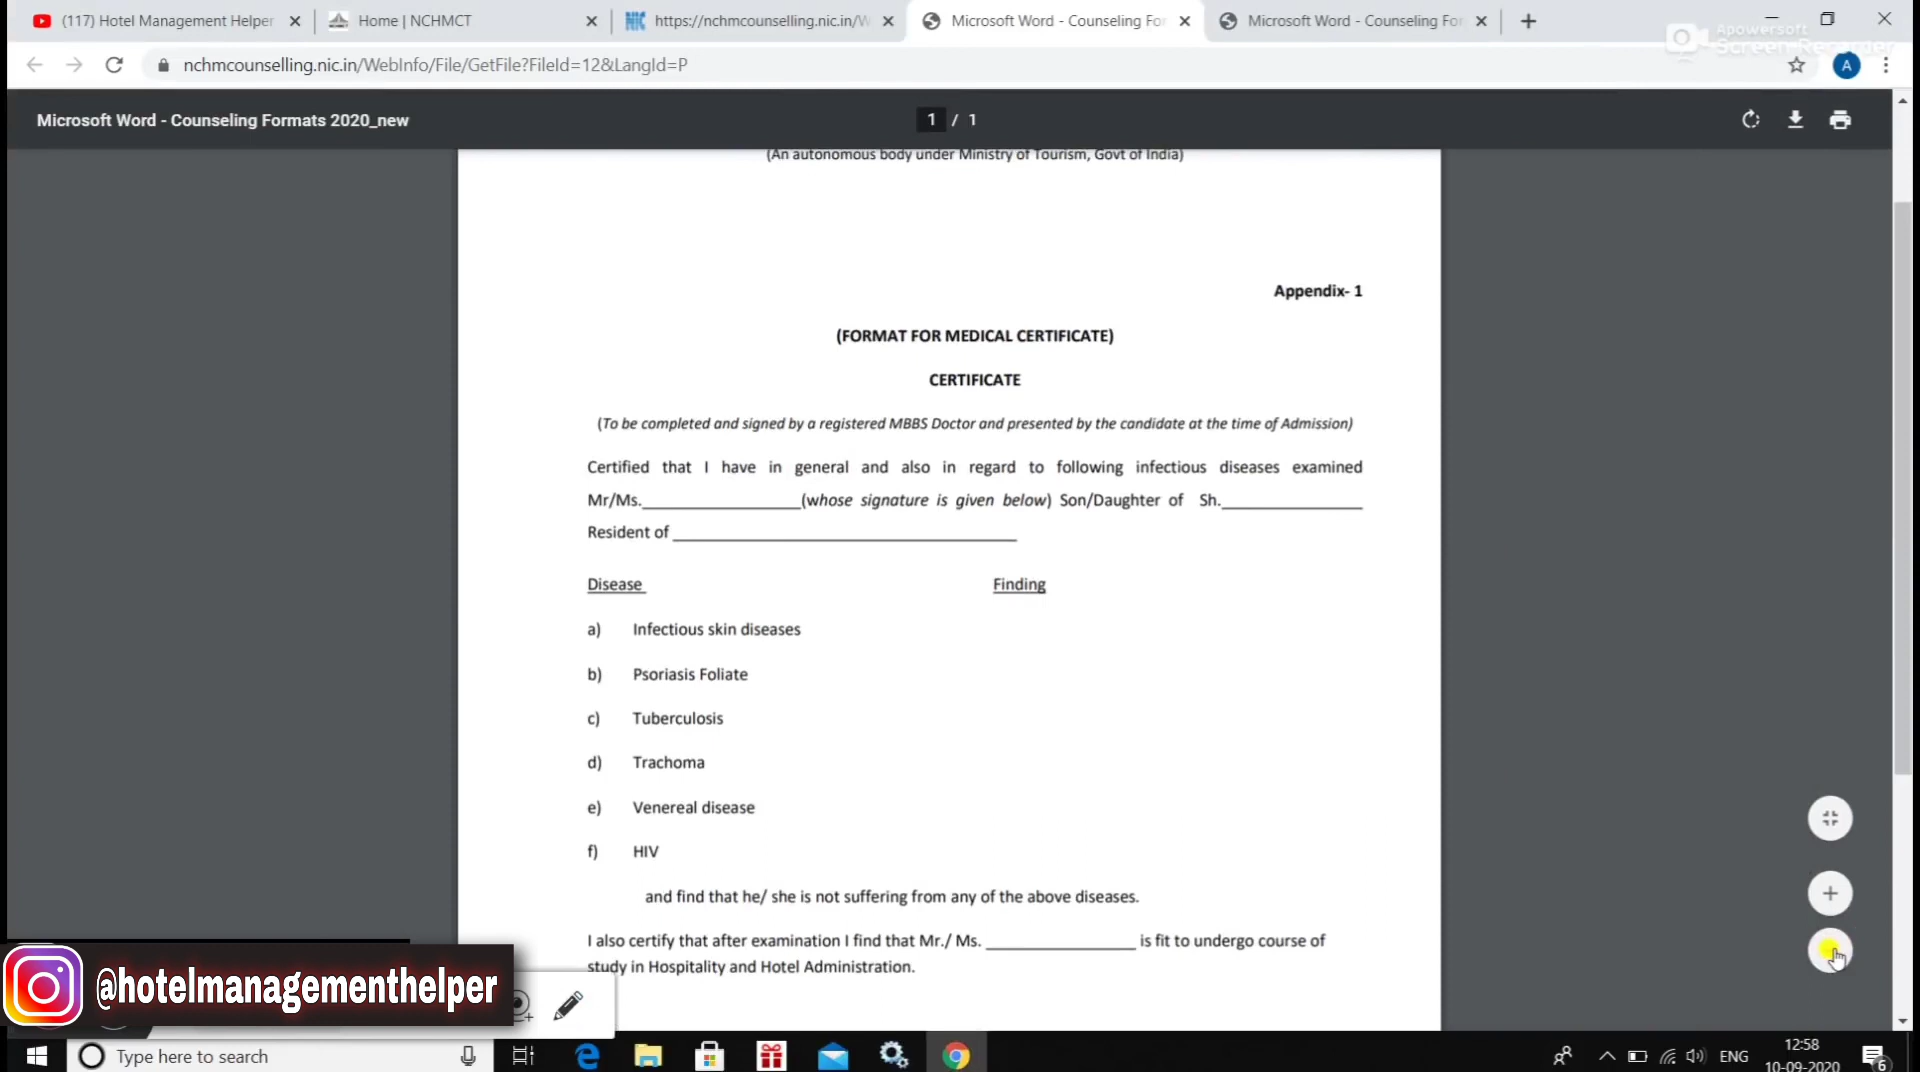 (117) Hotel Management Helper
Home | NCHMCT
NIC
https://nchmcounselling.nic.in/W
Microsoft Word - Counseling For
Microsoft Word - Counseling For
Apowersoft
Screen Recorder
nchmcounselling.nic.in/WebInfo/File/GetFile?FileId=12&LangId=P
A
Microsoft Word - Counseling Formats 2020_new
1 / 1
(An autonomous body under Ministry of Tourism, Govt of India)
Appendix- 1
(FORMAT FOR MEDICAL CERTIFICATE)
CERTIFICATE
(To be completed and signed by a registered MBBS Doctor and presented by the candidate at the time of Admission)
Certified that I have in general and also in regard to following infectious diseases examined
Mr/Ms.__________________(whose signature is given below) Son/Daughter of Sh.________________
Resident of _______________________________________
Disease Finding
a) Infectious skin diseases
b) Psoriasis Foliate
c) Tuberculosis
d) Trachoma
e) Venereal disease
f) HIV
and find that he/ she is not suffering from any of the above diseases.
I also certify that after examination I find that Mr./ Ms. _________________ is fit to undergo course of
study in Hospitality and Hotel Administration.
@hotelmanagementhelper
Type here to search
ENG
12:58
10-09-2020
6